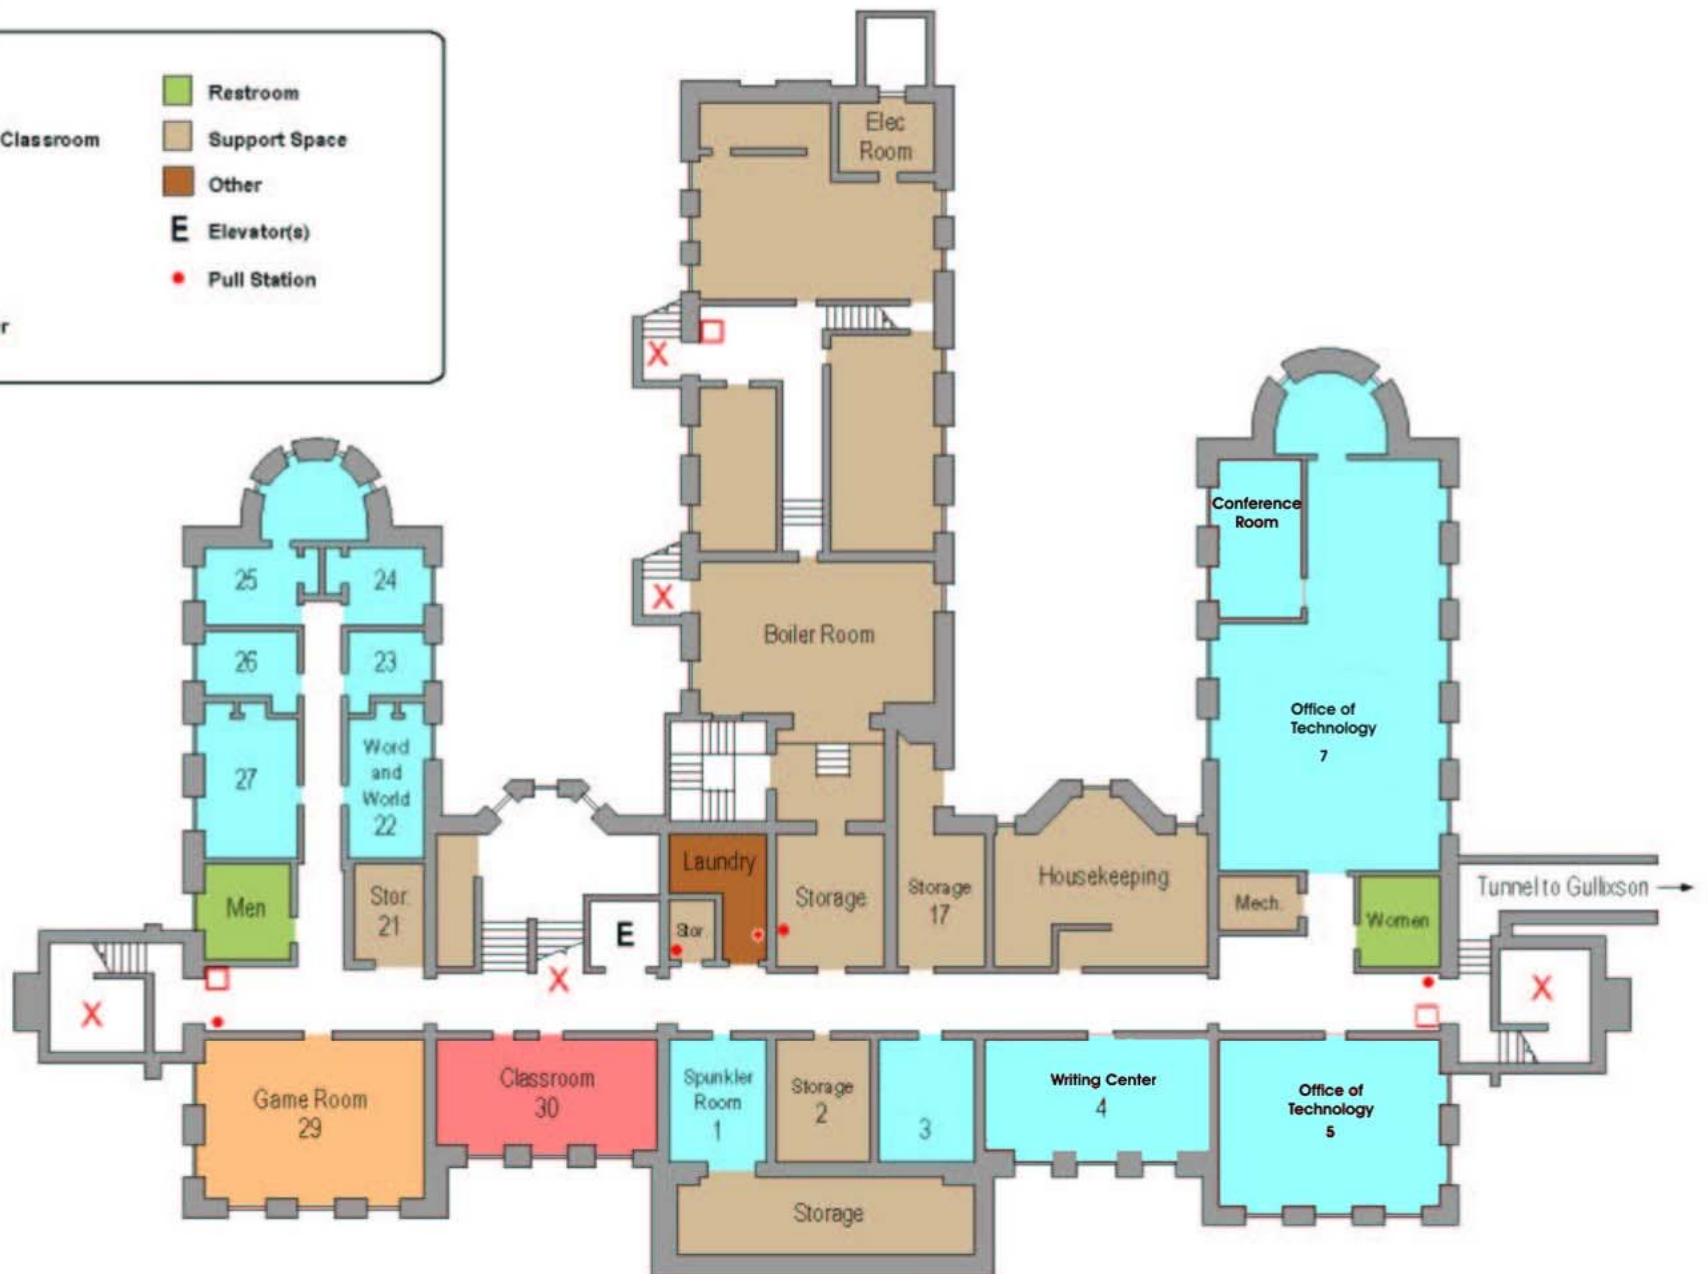 Restroom
Classroom
Support Space
Other
E Elevator(s)
Pull Station
r
Elec
Room
X
Conference
Room
25
24
X
Boiler Room
26
23
Office of
Technology
7
Word
and
World
22
27
Laundry
Housekeeping
Tunnel to Gullixson
Storage
Storage
17
Men
Stor.
21
Mech.
Women
Stor.
E
X
X
X
Game Room
29
Classroom
30
Spunkler
Room
1
Storage
2
3
Writing Center
4
Office of
Technology
5
Storage